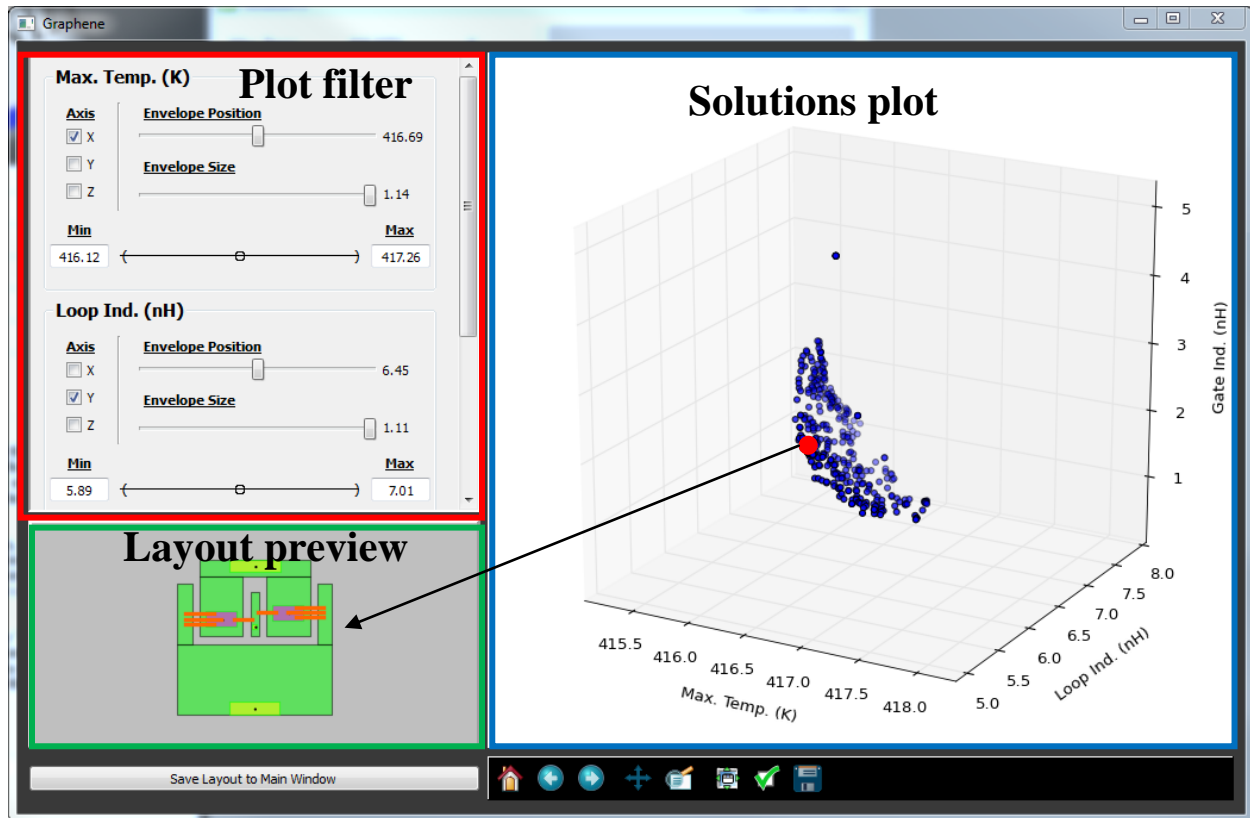 Graphene
Plot filter
Max. Temp. (K)
Axis
Envelope Position
X
416.69
Y
Envelope Size
Z
1.14
Min
Max
416.12
417.26
Loop Ind. (nH)
Axis
Envelope Position
X
6.45
Y
Envelope Size
Z
1.11
Min
Max
5.89
7.01
Layout preview
Save Layout to Main Window
Solutions plot
5
4
3
2
1
Gate Ind. (nH)
8.0
7.5
7.0
6.5
6.0
5.5
5.0
Loop Ind. (nH)
415.5
416.0
416.5
417.0
417.5
418.0
Max. Temp. (K)